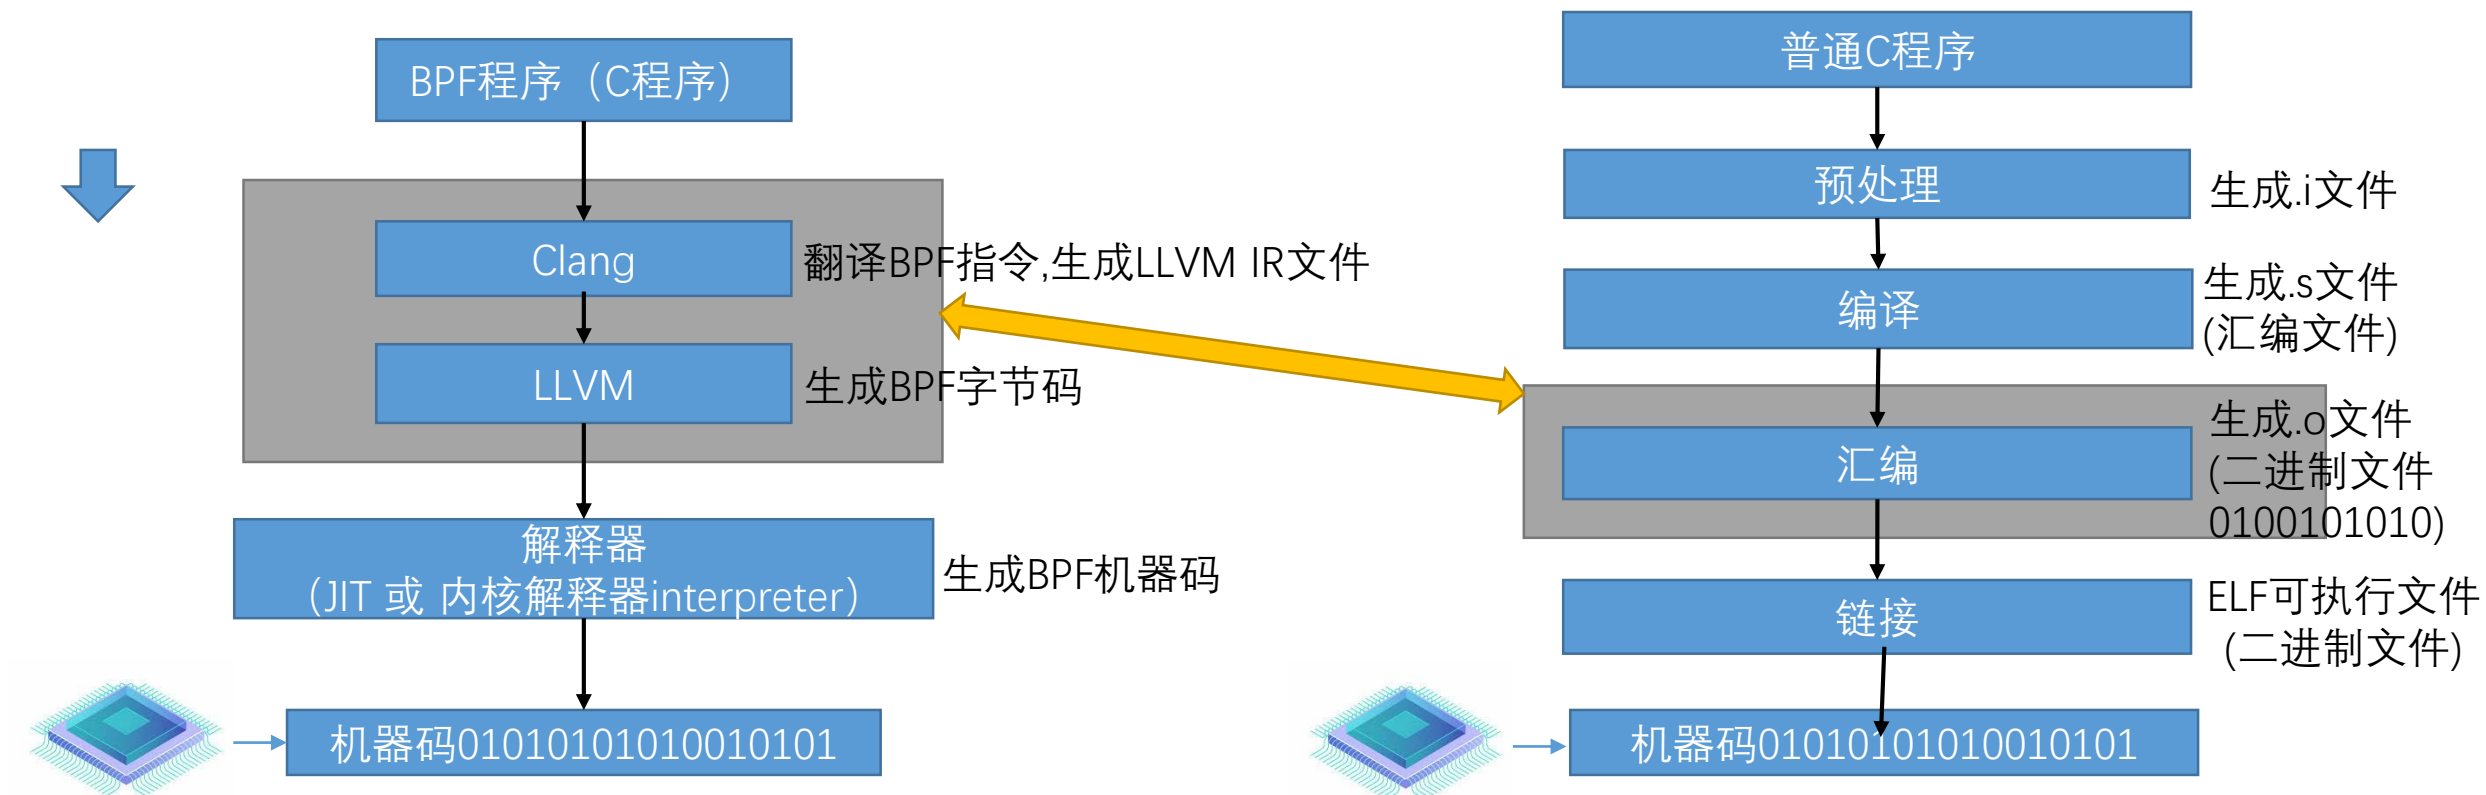 BPF程序（C程序）
Clang
翻译BPF指令,生成LLVM IR文件
LLVM
生成BPF字节码
解释器
（JIT 或 内核解释器interpreter）
生成BPF机器码
机器码01010101010010101
普通C程序
预处理
生成.i文件
编译
生成.s文件
(汇编文件)
汇编
生成.o文件
(二进制文件
0100101010)
链接
ELF可执行文件
(二进制文件)
机器码01010101010010101